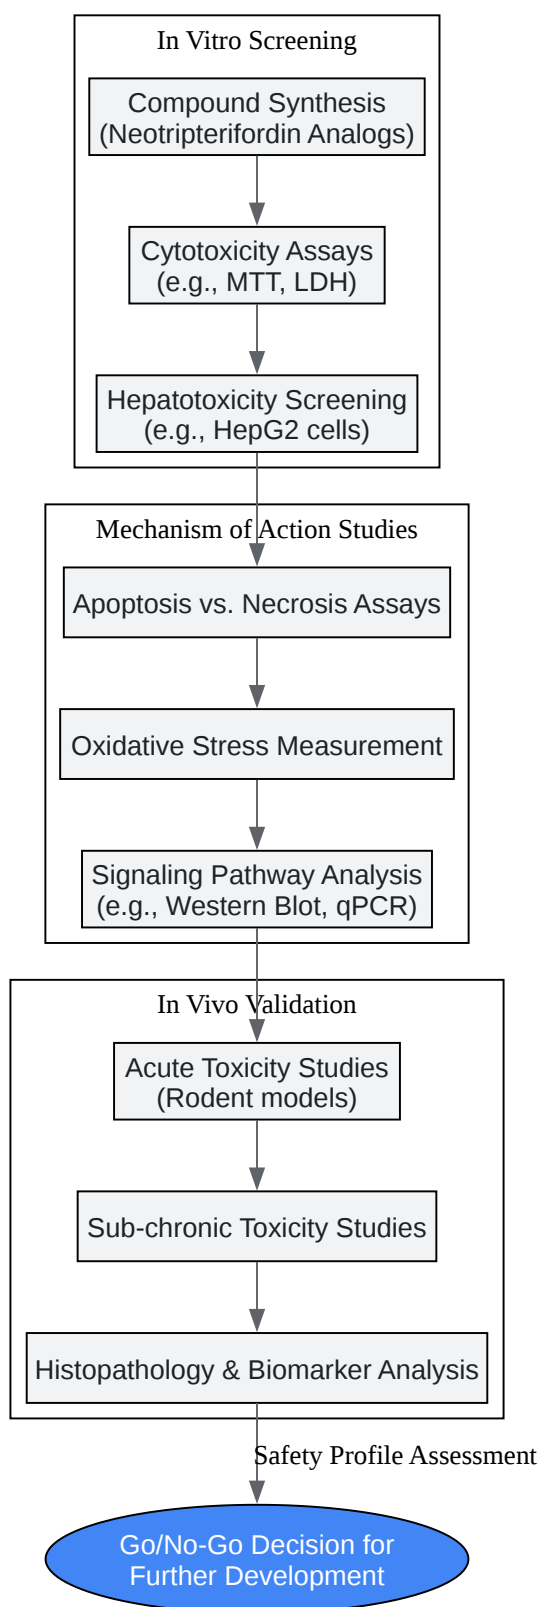 In Vitro Screening
Compound Synthesis
(Neotripterifordin Analogs)
Cytotoxicity Assays
(e.g., MTT, LDH)
Hepatotoxicity Screening
(e.g., HepG2 cells)
Mechanism of Action Studies
Apoptosis vs. Necrosis Assays
Oxidative Stress Measurement
Signaling Pathway Analysis
(e.g., Western Blot, qPCR)
In Vivo Validation
Acute Toxicity Studies
(Rodent models)
Sub-chronic Toxicity Studies
Histopathology & Biomarker Analysis
Safety Profile Assessment
Go/No-Go Decision for
Further Development